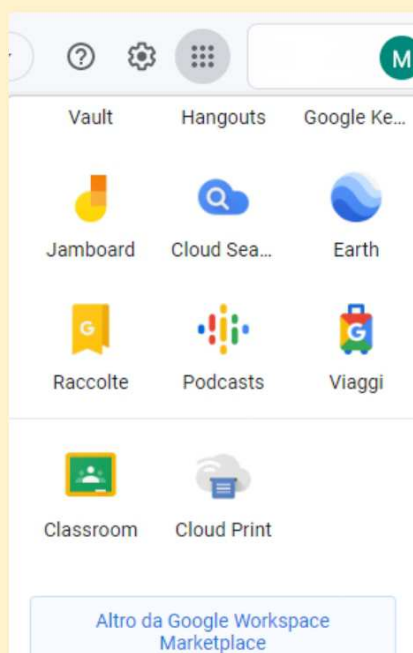 M
Vault Hangouts Google Ke...
Jamboard Cloud Sea... Earth
G G
Raccolte Podcasts Viaggi
Classroom Cloud Print
Altro da Google Workspace
Marketplace